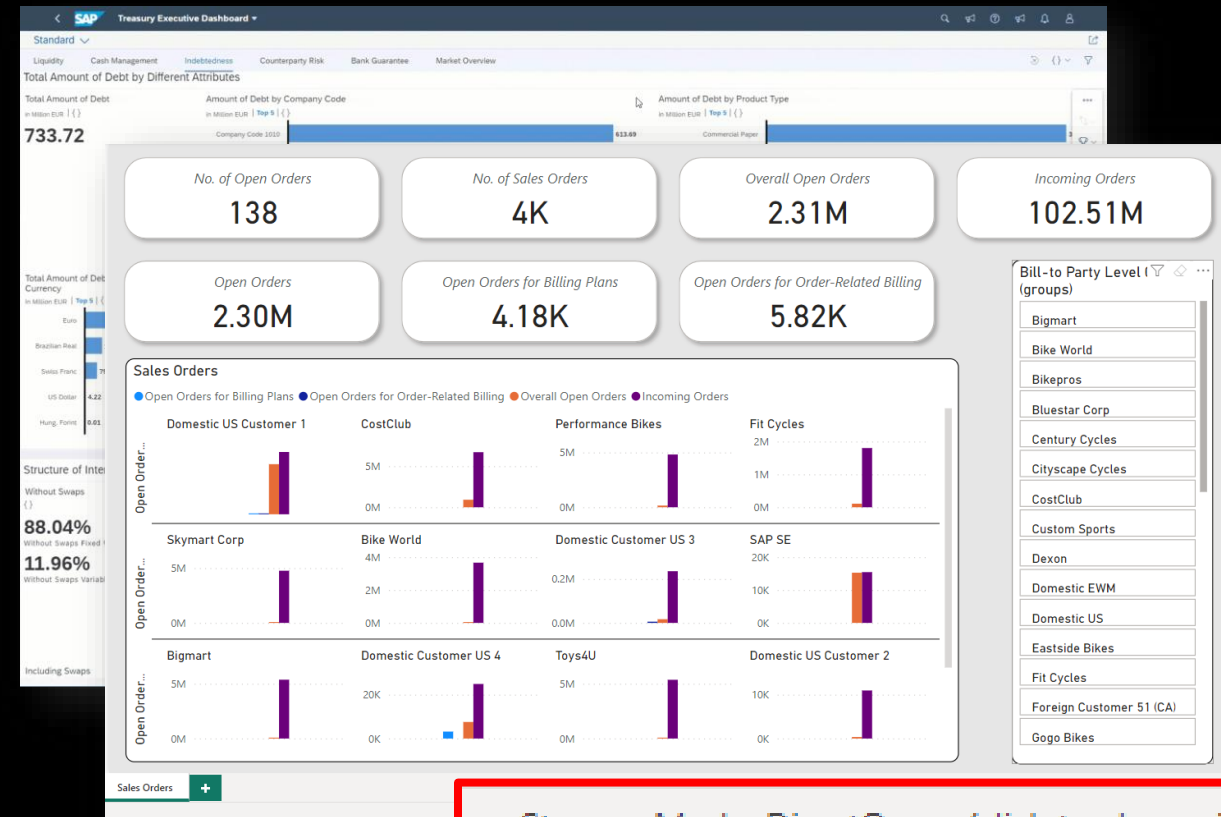 SAP Treasury Executive Dashboard
Standard
Liquidity Cash Management Indebtedness Counterparty Risk Bank Guarantee Market Overview
Total Amount of Debt by Different Attributes
Total Amount of Debt
in Million EUR | { }
733.72
Amount of Debt by Company Code
in Million EUR | Top 5 | { }
Company Code 1010 613.69
Amount of Debt by Product Type
in Million EUR | Top 5 | { }
Commercial Paper 3
Total Amount of Deb
Currency
in Million EUR | Top 5 | {
Euro
Brazilian Real
Swiss Franc
US Dollar 4.22
Hung. Forint 0.01
Structure of Inte
Without Swaps
{ }
88.04%
Without Swaps Fixed
11.96%
Without Swaps Variabl
Including Swaps
No. of Open Orders
138
No. of Sales Orders
4K
Overall Open Orders
2.31M
Incoming Orders
102.51M
Open Orders
2.30M
Open Orders for Billing Plans
4.18K
Open Orders for Order-Related Billing
5.82K
Sales Orders
Open Orders for Billing Plans Open Orders for Order-Related Billing Overall Open Orders Incoming Orders
Domestic US Customer 1 CostClub Performance Bikes Fit Cycles
Open Order...
5M
0M
5M
0M
2M
1M
0M
Skymart Corp Bike World Domestic Customer US 3 SAP SE
Open Order...
5M
0M
4M
2M
0M
0.2M
0.0M
20K
10K
0K
Bigmart Domestic Customer US 4 Toys4U Domestic US Customer 2
Open Order...
5M
0M
20K
0K
5M
0M
10K
0K
Bill-to Party Level (
(groups)
Bigmart
Bike World
Bikepros
Bluestar Corp
Century Cycles
Cityscape Cycles
CostClub
Custom Sports
Dexon
Domestic EWM
Domestic US
Eastside Bikes
Fit Cycles
Foreign Customer 51 (CA)
Gogo Bikes
Sales Orders +